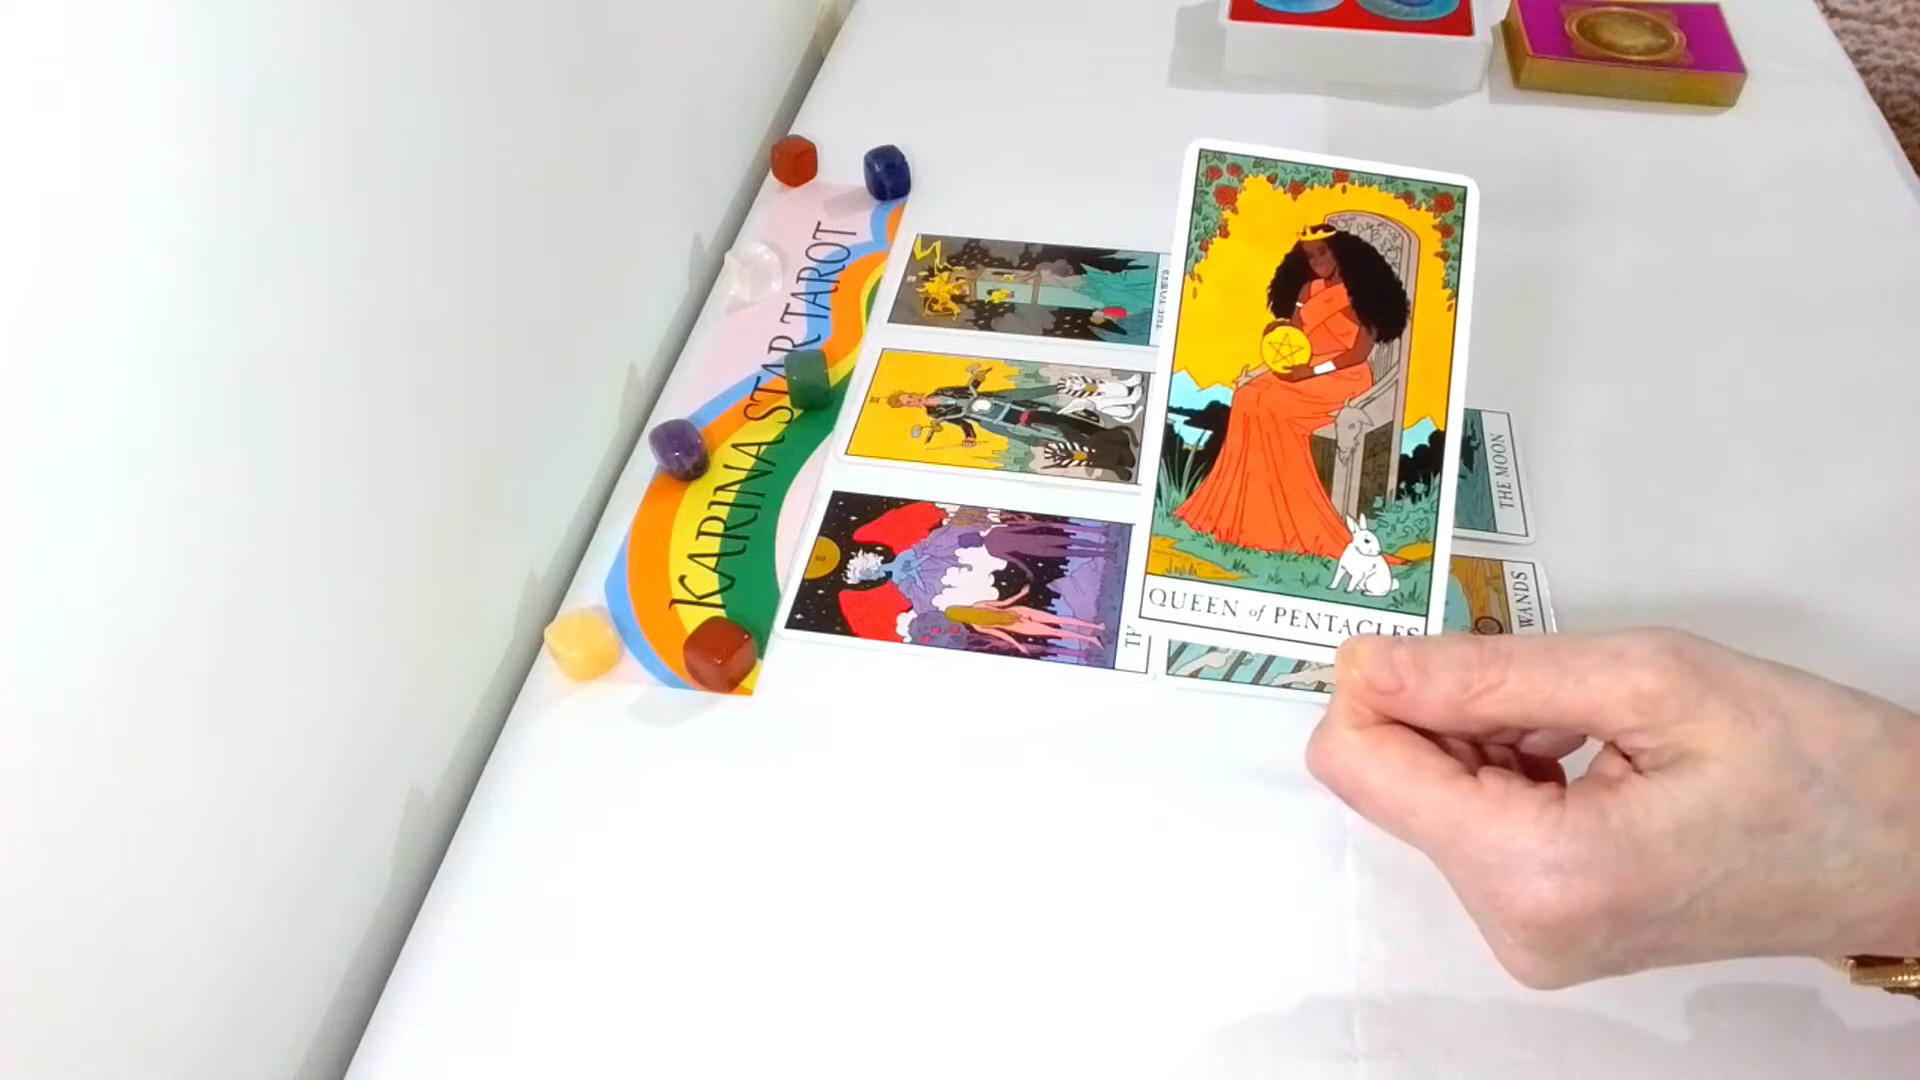 KARINA STAR TAROT
THE TOWER
QUEEN of PENTACLES
THE MOON
WANDS